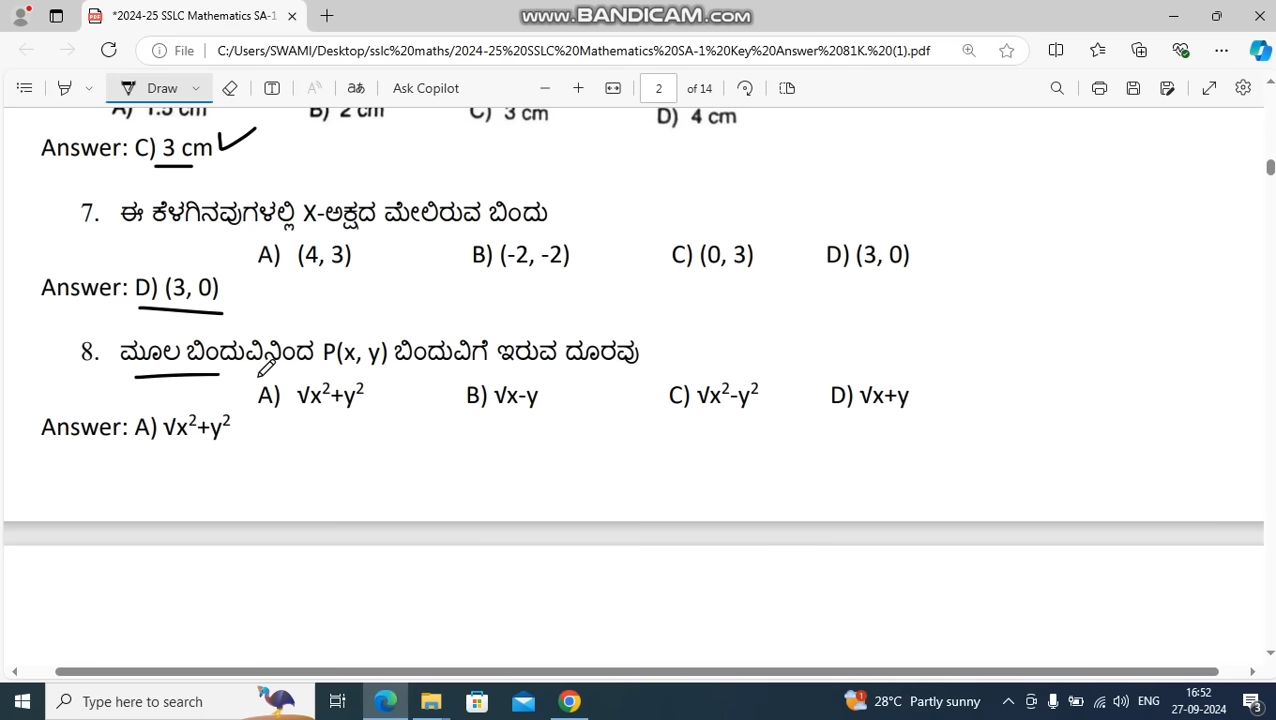 www.BANDICAM.com
*2024-25 SSLC Mathematics SA-1
File C:/Users/SWAMI/Desktop/sslc%20maths/2024-25%20SSLC%20Mathematics%20SA-1%20Key%20Answer%2081K.%20(1).pdf
Draw Ask Copilot 2 of 14
A) 1.5 cm B) 2 cm C) 3 cm D) 4 cm
Answer: C) 3 cm
7. ಈ ಕೆಳಗಿನವುಗಳಲ್ಲಿ X-ಅಕ್ಷದ ಮೇಲಿರುವ ಬಿಂದು
A) (4, 3) B) (-2, -2) C) (0, 3) D) (3, 0)
Answer: D) (3, 0)
8. ಮೂಲ ಬಿಂದುವಿನಿಂದ P(x, y) ಬಿಂದುವಿಗೆ ಇರುವ ದೂರವು
A) √x²+y² B) √x-y C) √x²-y² D) √x+y
Answer: A) √x²+y²
Type here to search 28°C Partly sunny ENG 16:52
27-09-2024 3